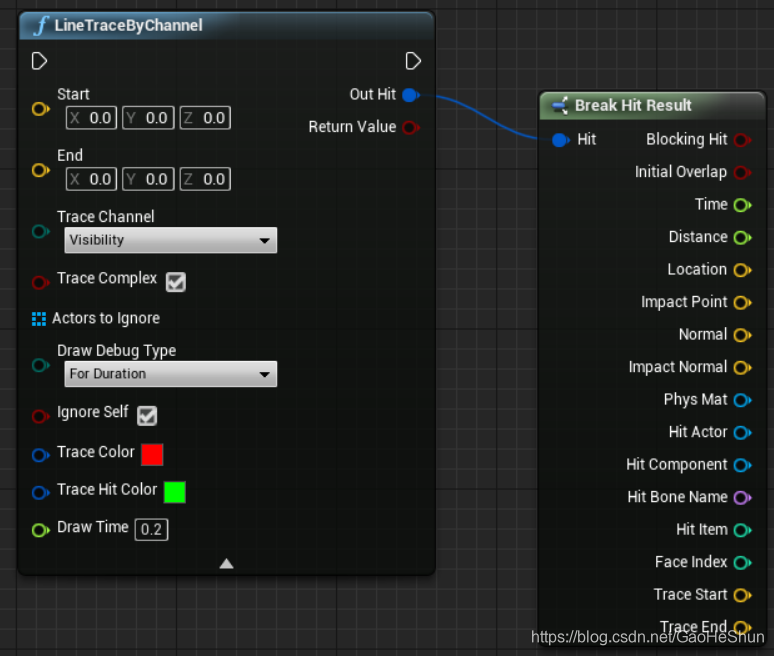 LineTraceByChannel
Start
X 0.0 Y 0.0 Z 0.0
End
X 0.0 Y 0.0 Z 0.0
Trace Channel
Visibility
Trace Complex
Actors to Ignore
Draw Debug Type
For Duration
Ignore Self
Trace Color
Trace Hit Color
Draw Time 0.2
Out Hit
Return Value
Break Hit Result
Hit
Blocking Hit
Initial Overlap
Time
Distance
Location
Impact Point
Normal
Impact Normal
Phys Mat
Hit Actor
Hit Component
Hit Bone Name
Hit Item
Face Index
Trace Start
Trace End
https://blog.csdn.net/GaoHeShun